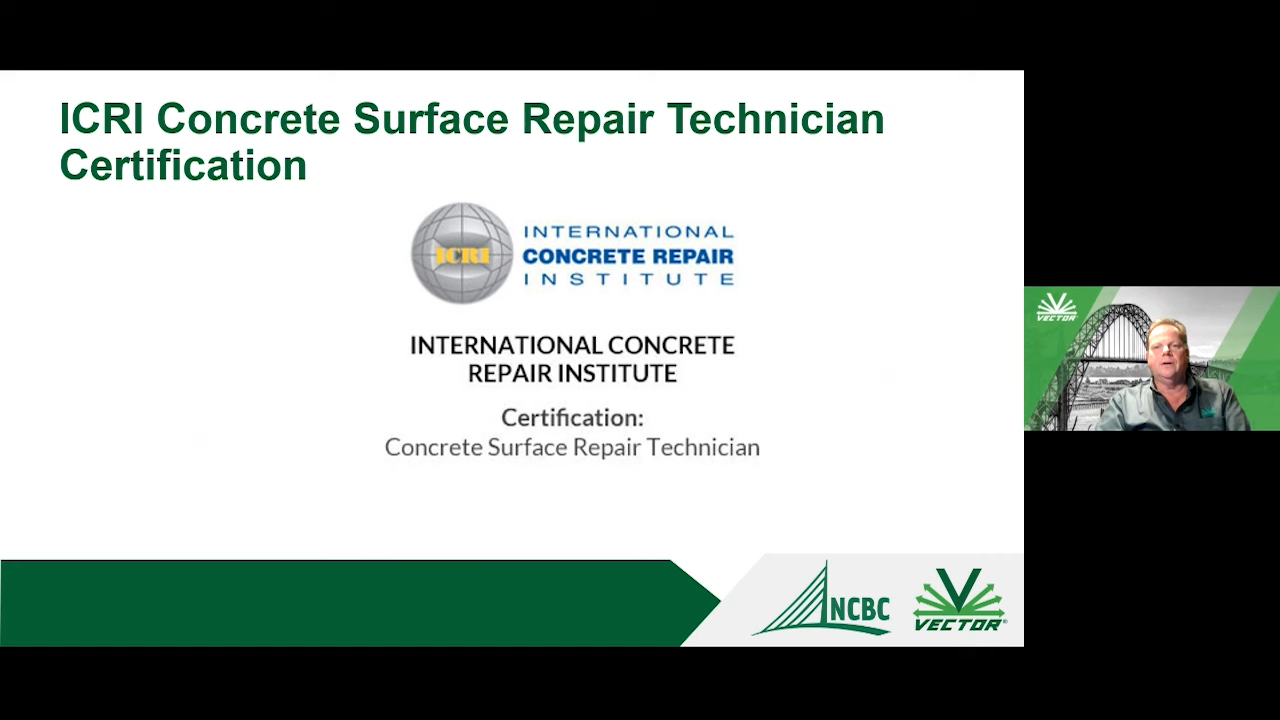 ICRI Concrete Surface Repair Technician
Certification
ICRI
INTERNATIONAL
CONCRETE REPAIR
INSTITUTE
INTERNATIONAL CONCRETE
REPAIR INSTITUTE
Certification:
Concrete Surface Repair Technician
NCBC
VECTOR®
VECTOR